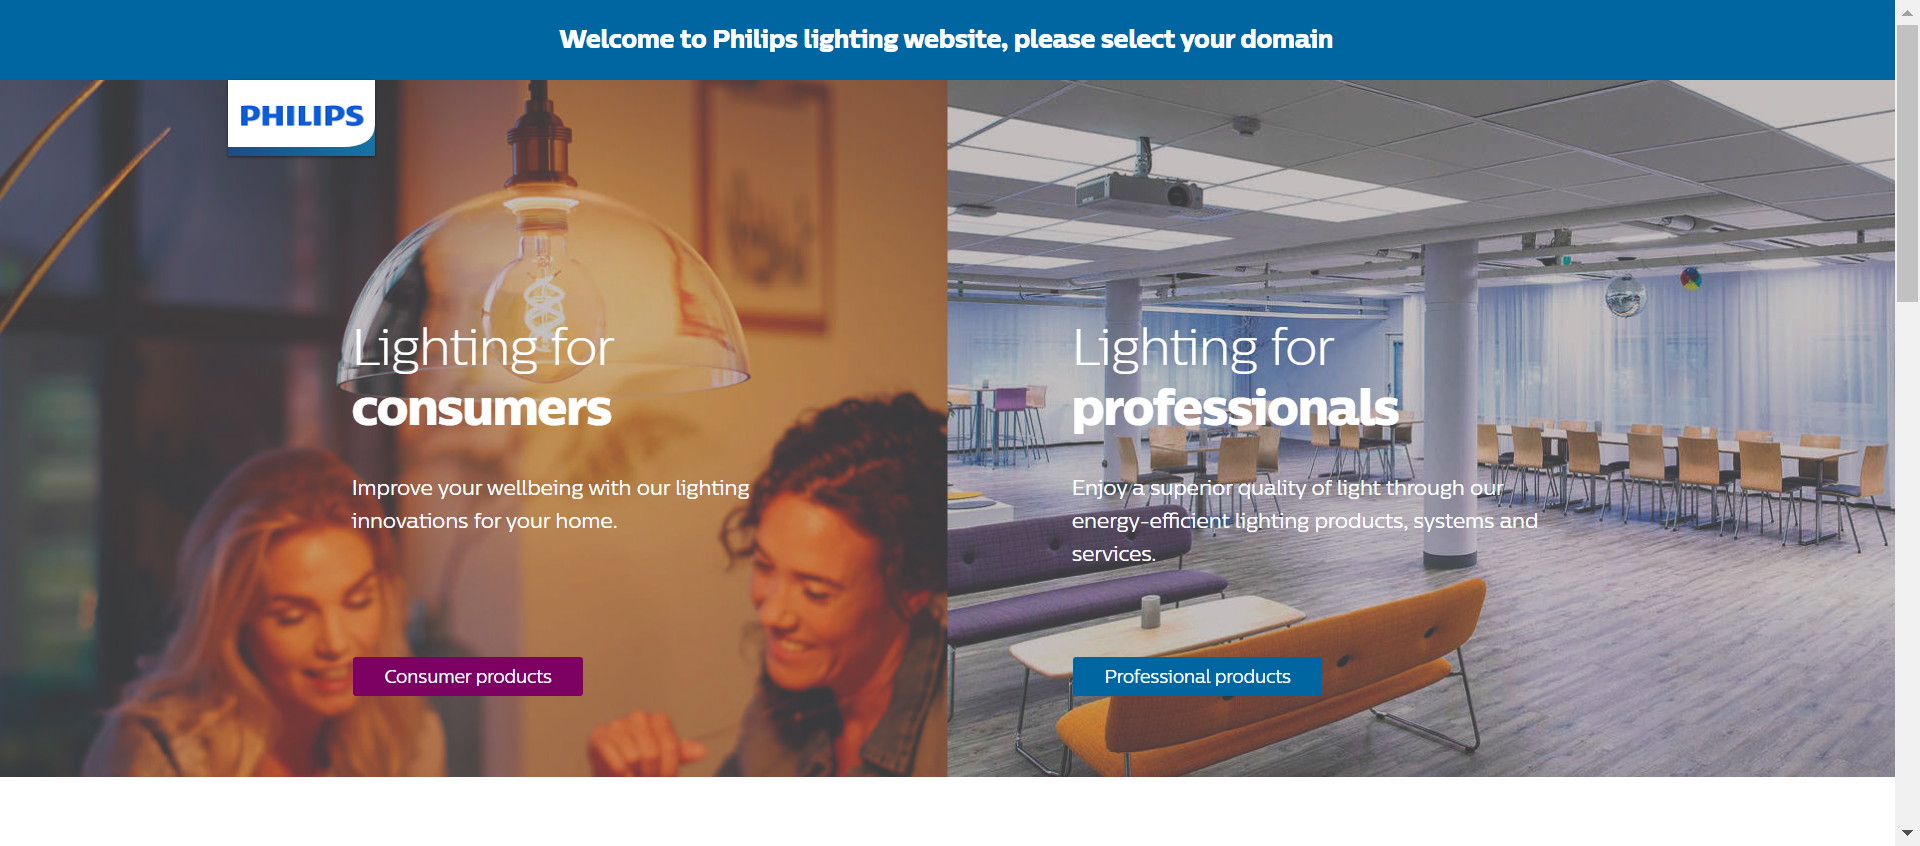 Welcome to Philips lighting website, please select your domain
PHILIPS
Lighting for
consumers
Improve your wellbeing with our lighting
innovations for your home.
Consumer products
Lighting for
professionals
Enjoy a superior quality of light through our
energy-efficient lighting products, systems and
services.
Professional products